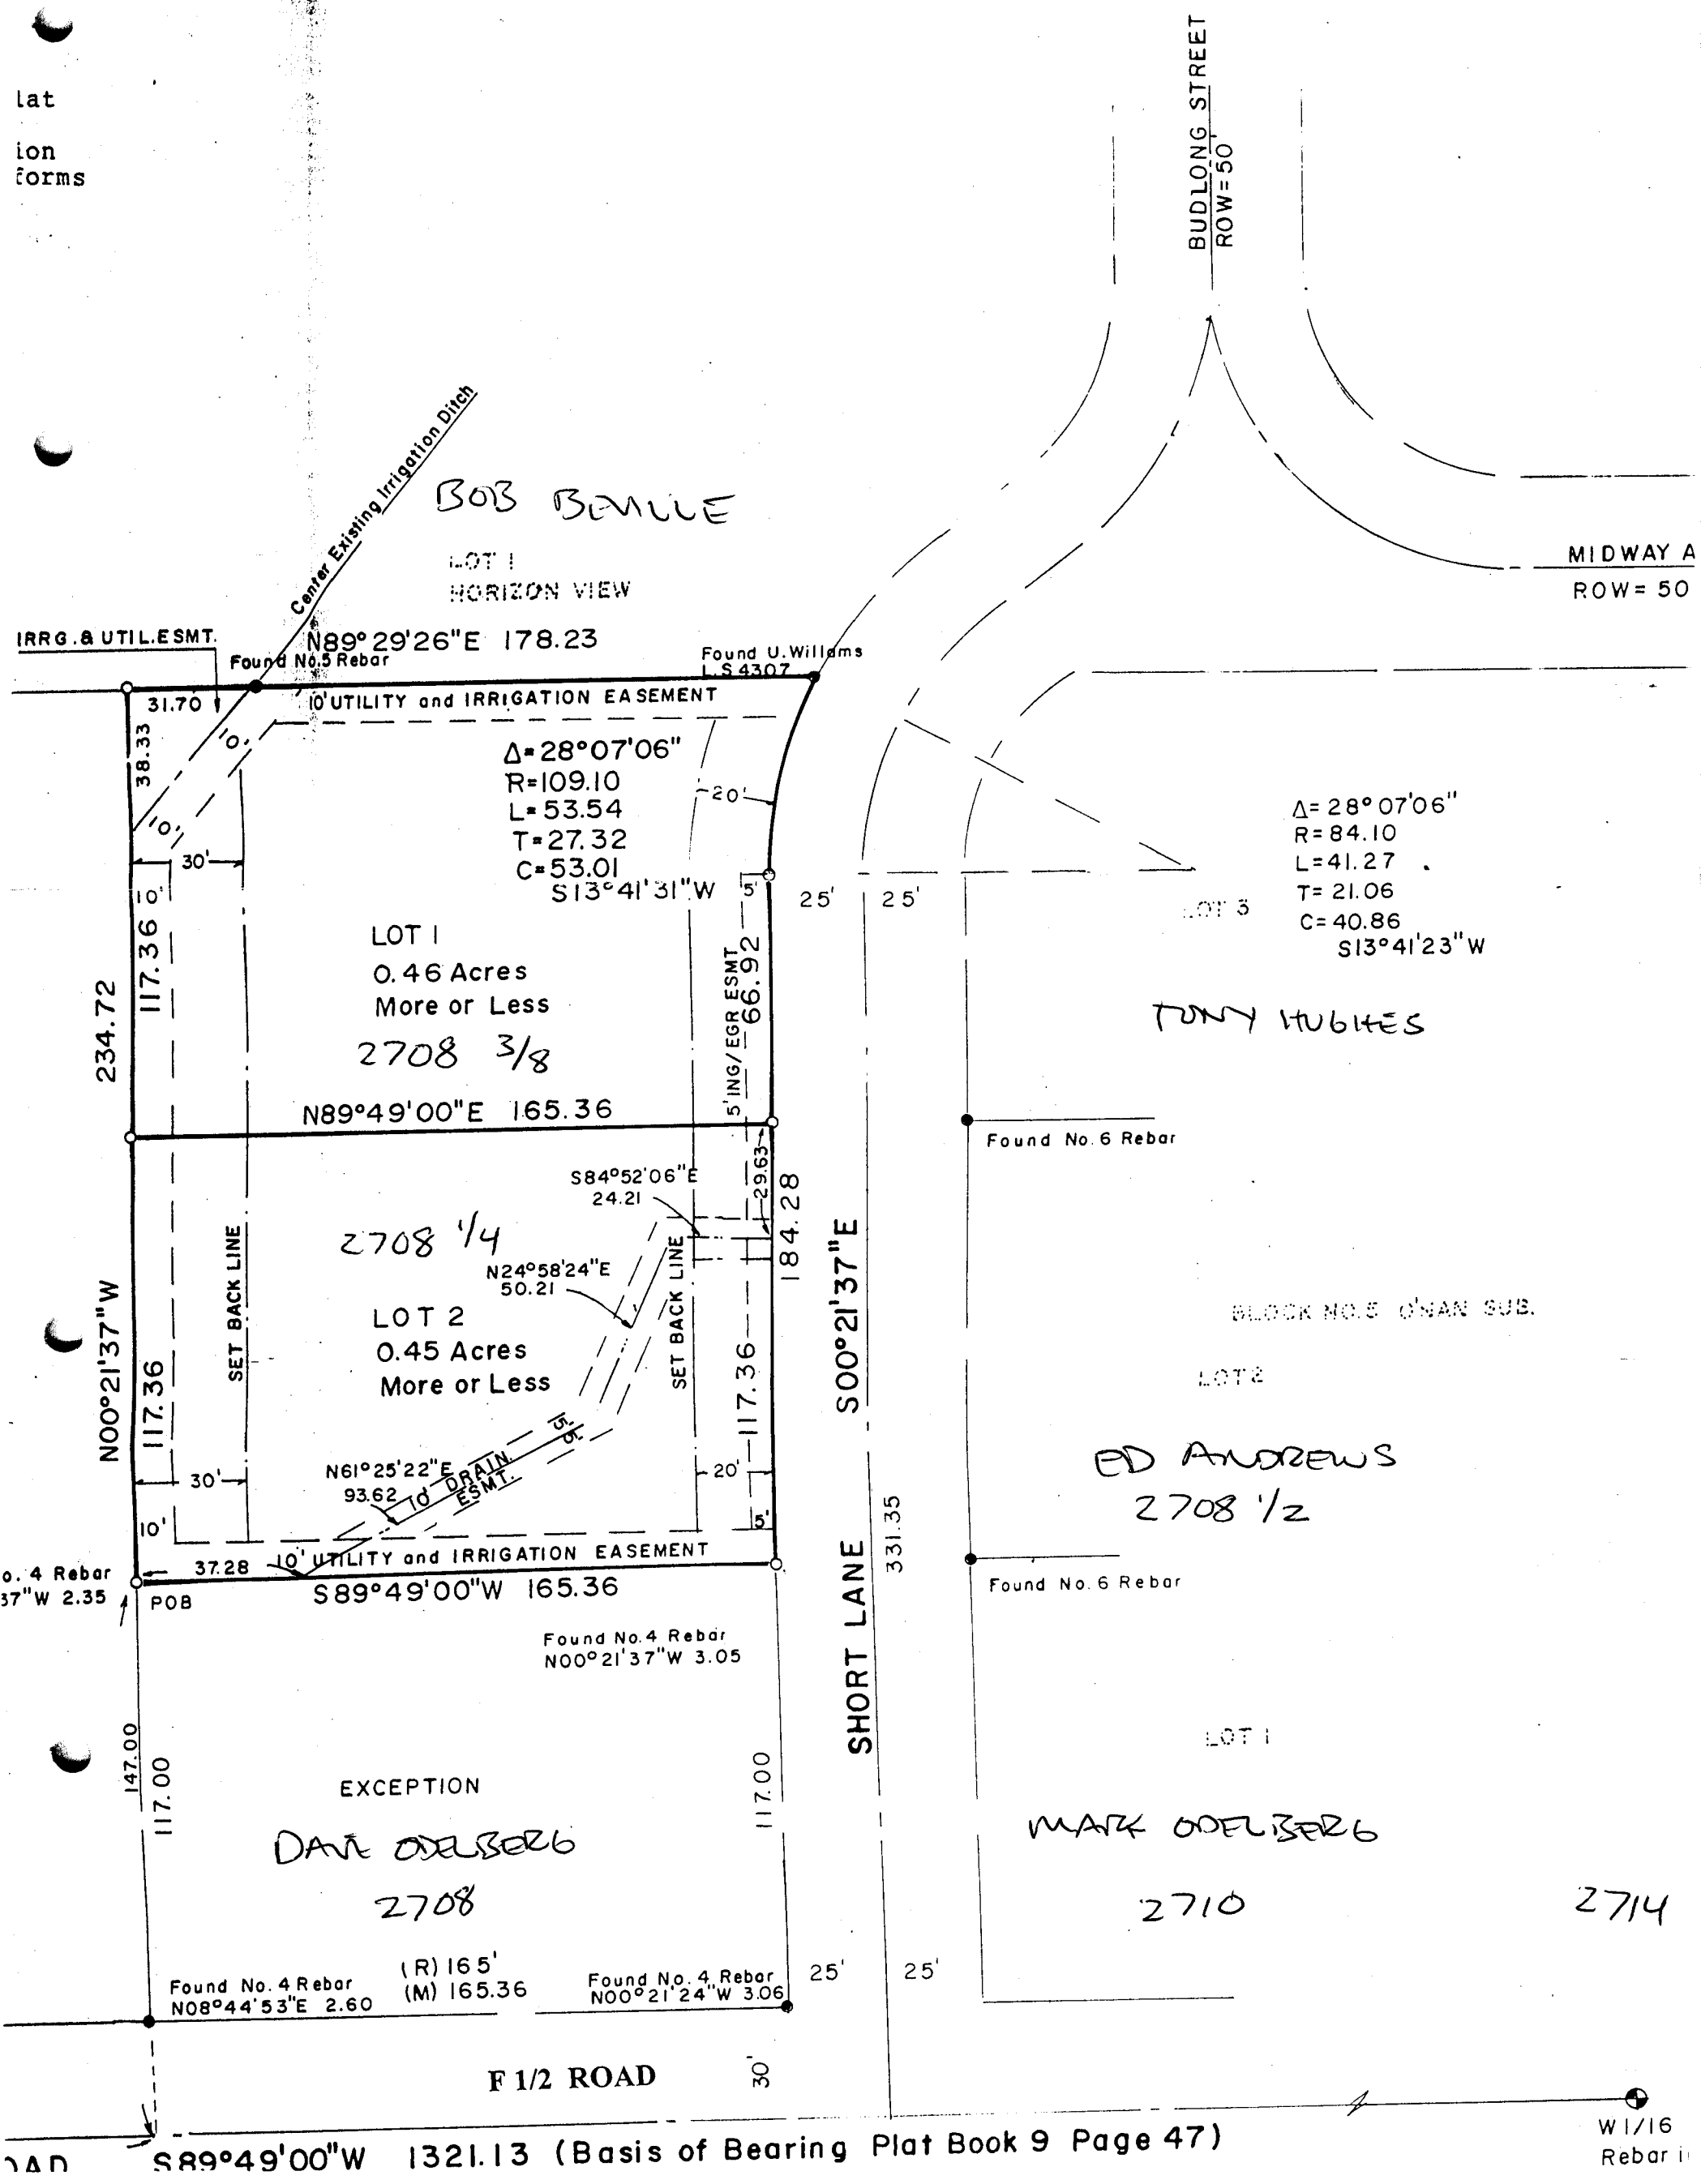 lat
ion
forms
BUDLONG STREET
ROW=50'
Center Existing Irrigation Ditch
BOB BEVILLE
LOT 1
HORIZON VIEW
MIDWAY A
ROW= 50
IRRG.& UTIL.ESMT.
N89°29'26"E 178.23
Found No.5 Rebar
Found U.Willams
L.S 4307
31.70
10' UTILITY and IRRIGATION EASEMENT
38.33
10'
10'
Δ=28°07'06"
R=109.10
L=53.54
T=27.32
C=53.01
S13°41'31"W
20'
30'
10'
5'
25'
25'
Δ= 28°07'06"
R= 84.10
L=41.27
T= 21.06
C= 40.86
S13°41'23"W
LOT 3
TONY HUGHES
234.72
117.36
LOT 1
0.46 Acres
More or Less
2708 3/8
5' ING/EGR ESMT
66.92
N89°49'00"E 165.36
Found No. 6 Rebar
S84°52'06"E
24.21
29.63
184.28
2708 1/4
N24°58'24"E
50.21
SET BACK LINE
SET BACK LINE
LOT 2
0.45 Acres
More or Less
N00°21'37"W
117.36
117.36
SHORT LANE S00°21'37"E
331.35
BLOCK NO.5 O'NAN SUB.
LOT 2
ED ANDREWS
2708 1/2
N61°25'22"E
93.62
10' DRAIN.
ESMT.
5'
5'
30'
20'
10'
5'
37.28
10' UTILITY and IRRIGATION EASEMENT
o. 4 Rebar
37"W 2.35
POB
S89°49'00"W 165.36
Found No. 6 Rebar
Found No.4 Rebar
N00°21'37"W 3.05
147.00
117.00
117.00
EXCEPTION
DAVE ODELBERG
2708
LOT 1
MARK ODELBERG
2710
2714
Found No. 4 Rebar
N08°44'53"E 2.60
(R) 165'
(M) 165.36
Found No. 4 Rebar
N00°21'24"W 3.06
25'
25'
F 1/2 ROAD
30'
W 1/16
Rebar i
OAD
S89°49'00"W 1321.13 (Basis of Bearing Plat Book 9 Page 47)